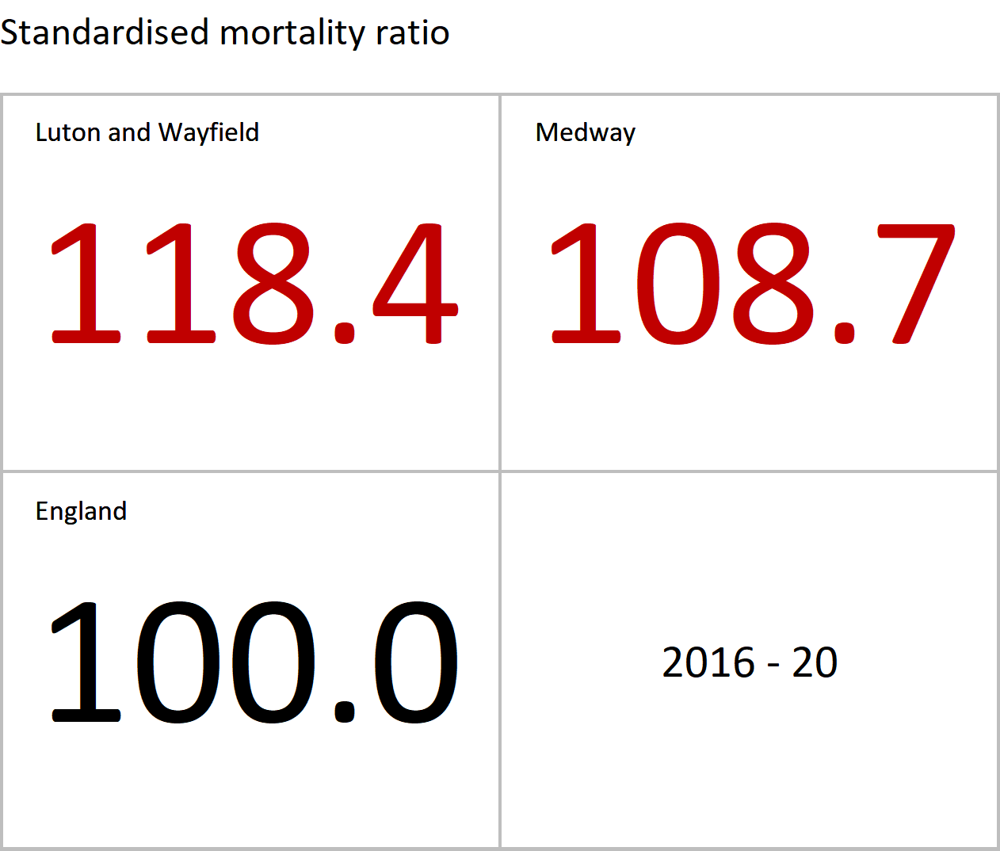 Standardised mortality ratio
Luton and Wayfield
118.4
Medway
108.7
England
100.0
2016 - 20